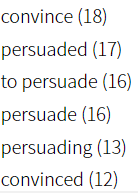 convince (18)
persuaded (17)
to persuade (16)
persuade (16)
persuading (13)
convinced (12)